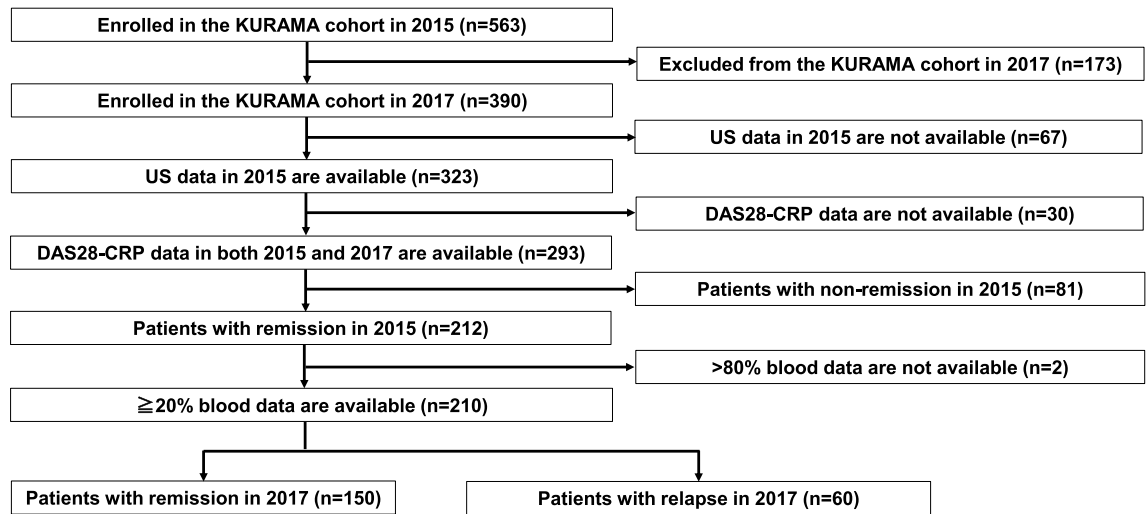 Enrolled in the KURAMA cohort in 2015 (n=563)
Excluded from the KURAMA cohort in 2017 (n=173)
Enrolled in the KURAMA cohort in 2017 (n=390)
US data in 2015 are not available (n=67)
US data in 2015 are available (n=323)
DAS28-CRP data are not available (n=30)
DAS28-CRP data in both 2015 and 2017 are available (n=293)
Patients with non-remission in 2015 (n=81)
Patients with remission in 2015 (n=212)
>80% blood data are not available (n=2)
≧20% blood data are available (n=210)
Patients with remission in 2017 (n=150)
Patients with relapse in 2017 (n=60)